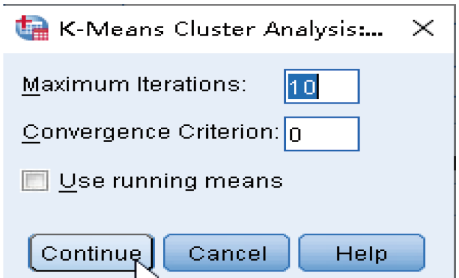 K-Means Cluster Analysis:...
Maximum Iterations: 10
Convergence Criterion: 0
Use running means
Continue Cancel Help